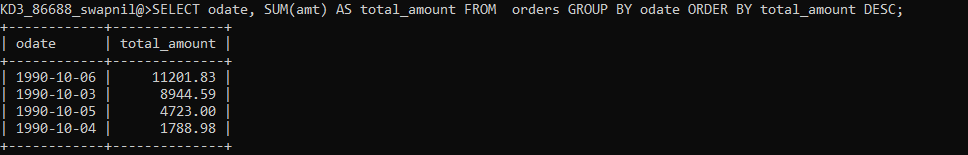 KD3_86688_swapnil@>SELECT odate, SUM(amt) AS total_amount FROM  orders GROUP BY odate ORDER BY total_amount DESC;
+------------+--------------+
| odate      | total_amount |
+------------+--------------+
| 1990-10-06 |     11201.83 |
| 1990-10-03 |      8944.59 |
| 1990-10-05 |      4723.00 |
| 1990-10-04 |      1788.98 |
+------------+--------------+